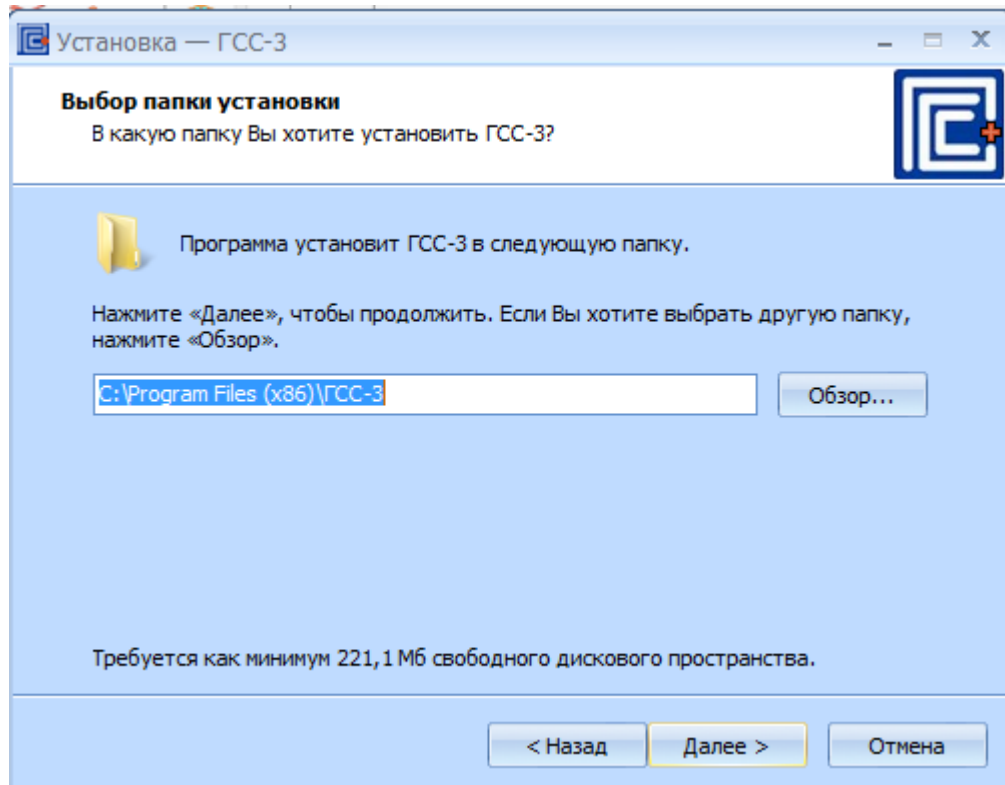 Установка — ГСС-3
Выбор папки установки
В какую папку Вы хотите установить ГСС-3?
Программа установит ГСС-3 в следующую папку.
Нажмите «Далее», чтобы продолжить. Если Вы хотите выбрать другую папку,
нажмите «Обзор».
C:\Program Files (x86)\ГСС-3
Обзор...
Требуется как минимум 221,1 Мб свободного дискового пространства.
< Назад
Далее >
Отмена